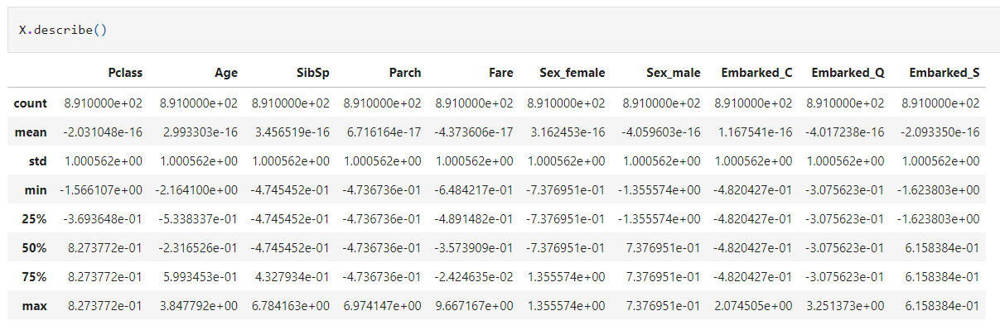 X.describe()
Pclass Age SibSp Parch Fare Sex_female Sex_male Embarked_C Embarked_Q Embarked_S
count 8.910000e+02 8.910000e+02 8.910000e+02 8.910000e+02 8.910000e+02 8.910000e+02 8.910000e+02 8.910000e+02 8.910000e+02 8.910000e+02
mean -2.031048e-16 2.993303e-16 3.456519e-16 6.716164e-17 -4.373606e-17 3.162453e-16 -4.059603e-16 1.167541e-16 -4.017238e-16 -2.093350e-16
std 1.000562e+00 1.000562e+00 1.000562e+00 1.000562e+00 1.000562e+00 1.000562e+00 1.000562e+00 1.000562e+00 1.000562e+00 1.000562e+00
min -1.566107e+00 -2.164100e+00 -4.745452e-01 -4.736736e-01 -6.484217e-01 -7.376951e-01 -1.355574e+00 -4.820427e-01 -3.075623e-01 -1.623803e+00
25% -3.693648e-01 -5.338337e-01 -4.745452e-01 -4.736736e-01 -4.891482e-01 -7.376951e-01 -1.355574e+00 -4.820427e-01 -3.075623e-01 -1.623803e+00
50% 8.273772e-01 -2.316526e-01 -4.745452e-01 -4.736736e-01 -3.573909e-01 -7.376951e-01 7.376951e-01 -4.820427e-01 -3.075623e-01 6.158384e-01
75% 8.273772e-01 5.993453e-01 4.327934e-01 -4.736736e-01 -2.424635e-02 1.355574e+00 7.376951e-01 -4.820427e-01 -3.075623e-01 6.158384e-01
max 8.273772e-01 3.847792e+00 6.784163e+00 6.974147e+00 9.667167e+00 1.355574e+00 7.376951e-01 2.074505e+00 3.251373e+00 6.158384e-01